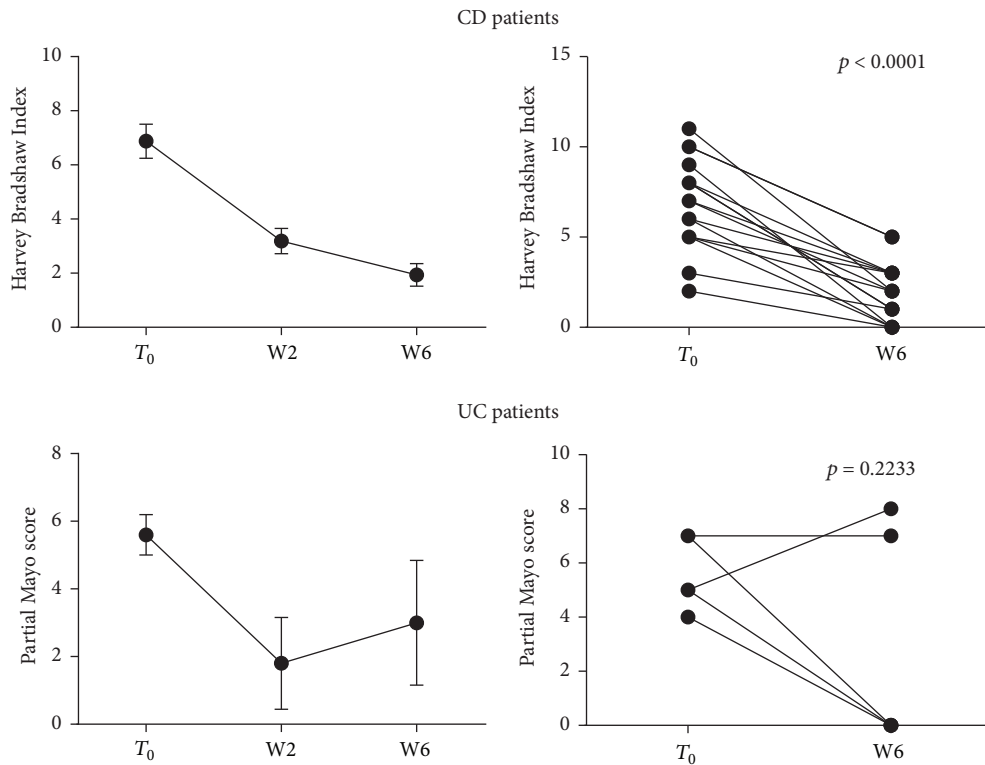 CD patients
Harvey Bradshaw Index
10
8
6
4
2
0
T0
W2
W6
Harvey Bradshaw Index
15
10
5
0
p < 0.0001
T0
W6
UC patients
Partial Mayo score
8
6
4
2
0
T0
W2
W6
Partial Mayo score
10
8
6
4
2
0
p = 0.2233
T0
W6